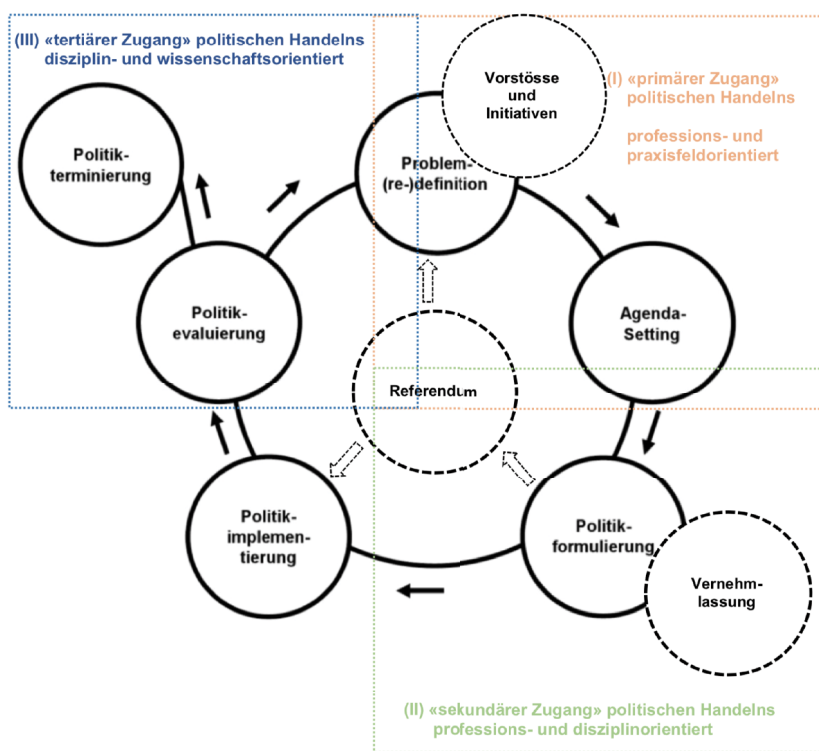 (III) «tertiärer Zugang» politischen Handelns
disziplin- und wissenschaftsorientiert
Vorstösse
und
Initiativen
(I) «primärer Zugang»
politischen Handelns
professions- und
praxisfeldorientiert
Politik-
terminierung
Problem-
(re-)definition
Politik-
evaluierung
Agenda-
Setting
Referendum
Politik-
implemen-
tierung
Politik-
formulierung
Vernehm-
lassung
(II) «sekundärer Zugang» politischen Handelns
professions- und disziplinorientiert